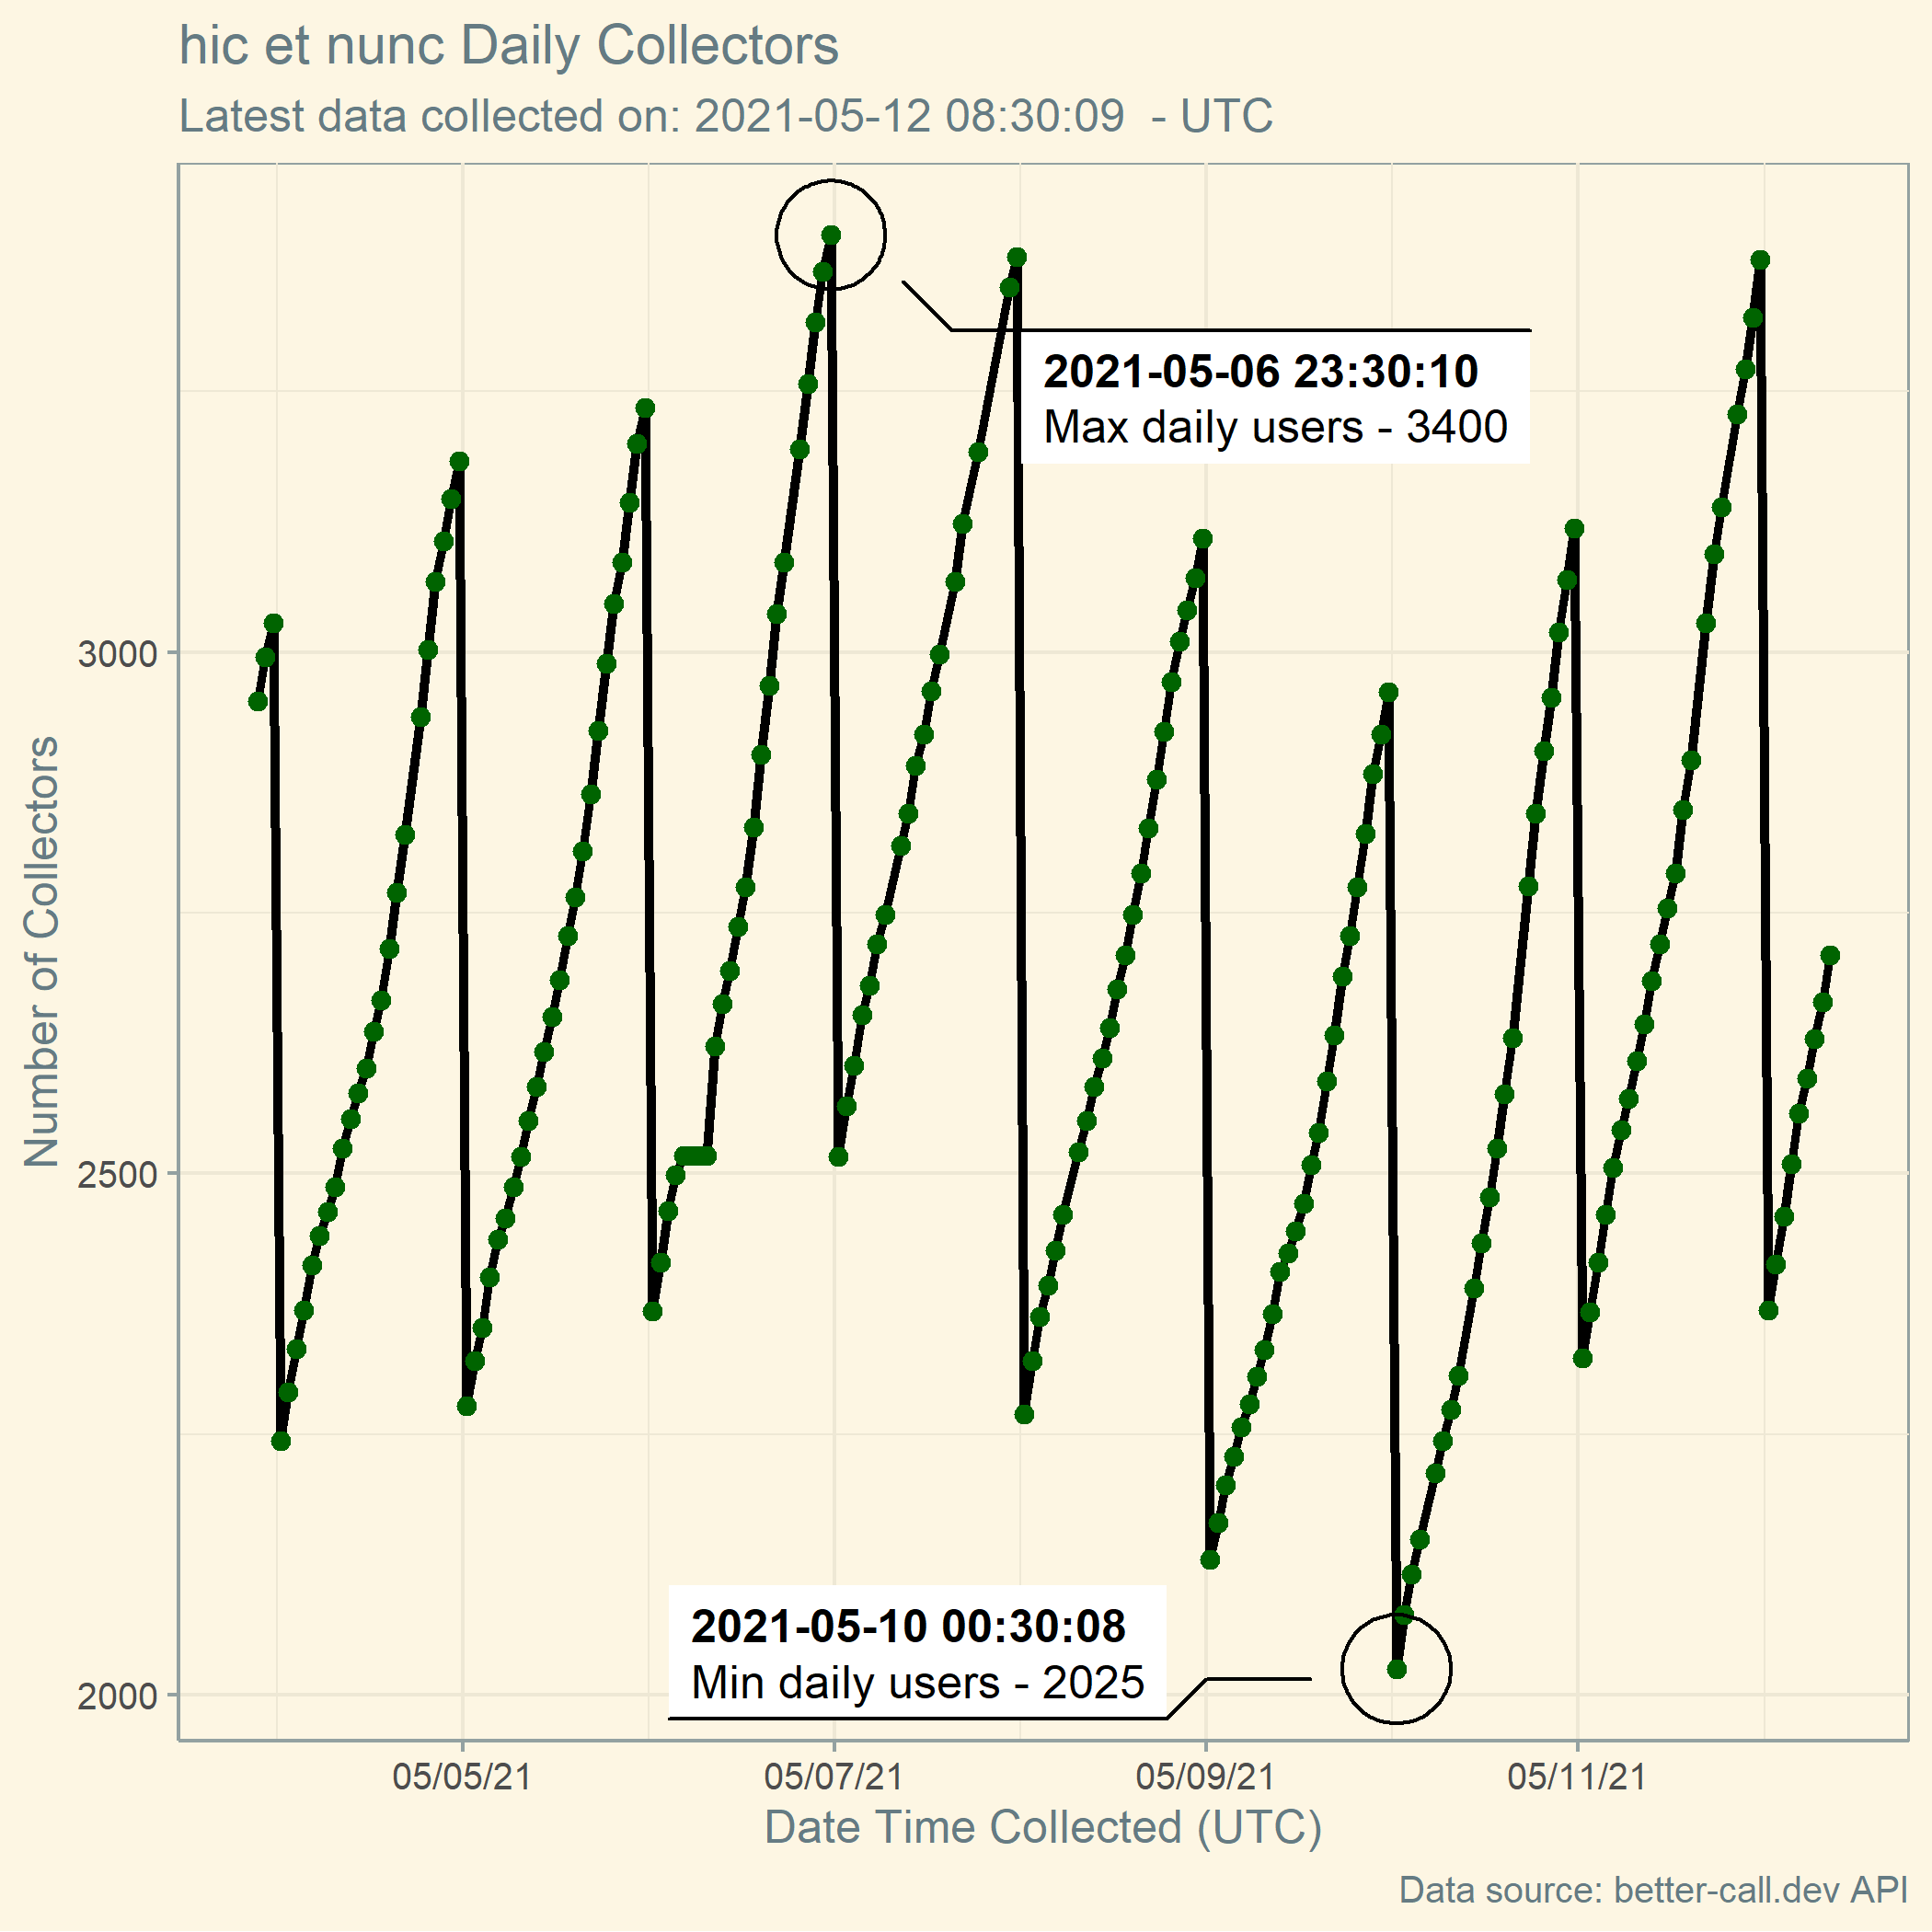 hic et nunc Daily Collectors
Latest data collected on: 2021-05-12 08:30:09  - UTC
Number of Collectors
3000
2500
2000
2021-05-06 23:30:10
Max daily users - 3400
2021-05-10 00:30:08
Min daily users - 2025
05/05/21
05/07/21
05/09/21
05/11/21
Date Time Collected (UTC)
Data source: better-call.dev API